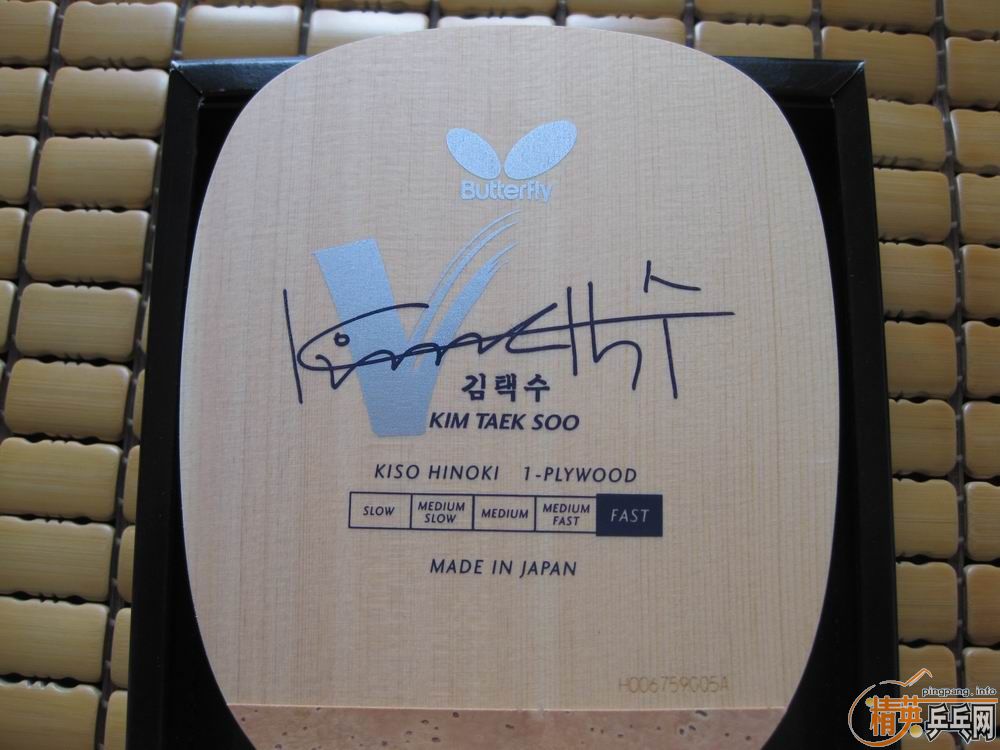 Butterfly
김택수
KIM TAEK SOO
KISO HINOKI 1-PLYWOOD
SLOW
MEDIUM SLOW
MEDIUM
MEDIUM FAST
FAST
MADE IN JAPAN
H006759005A
pingpang.info
精英乒乓网